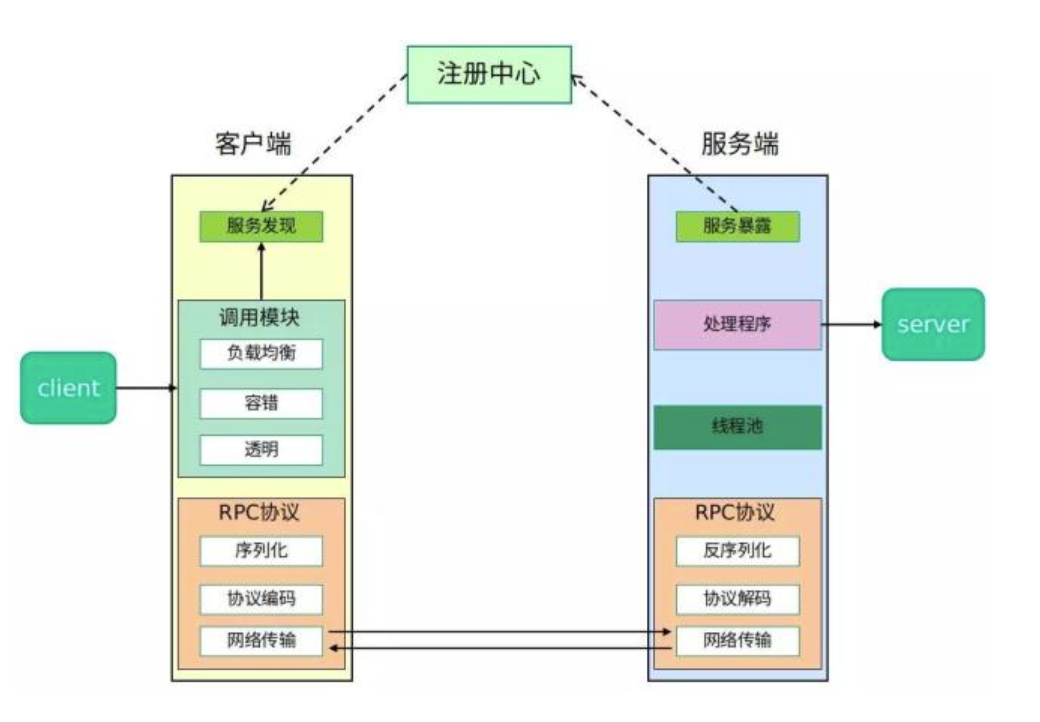 注册中心
客户端
服务端
服务发现
服务暴露
调用模块
负载均衡
容错
透明
处理程序
server
client
线程池
RPC协议
序列化
协议编码
网络传输
RPC协议
反序列化
协议解码
网络传输